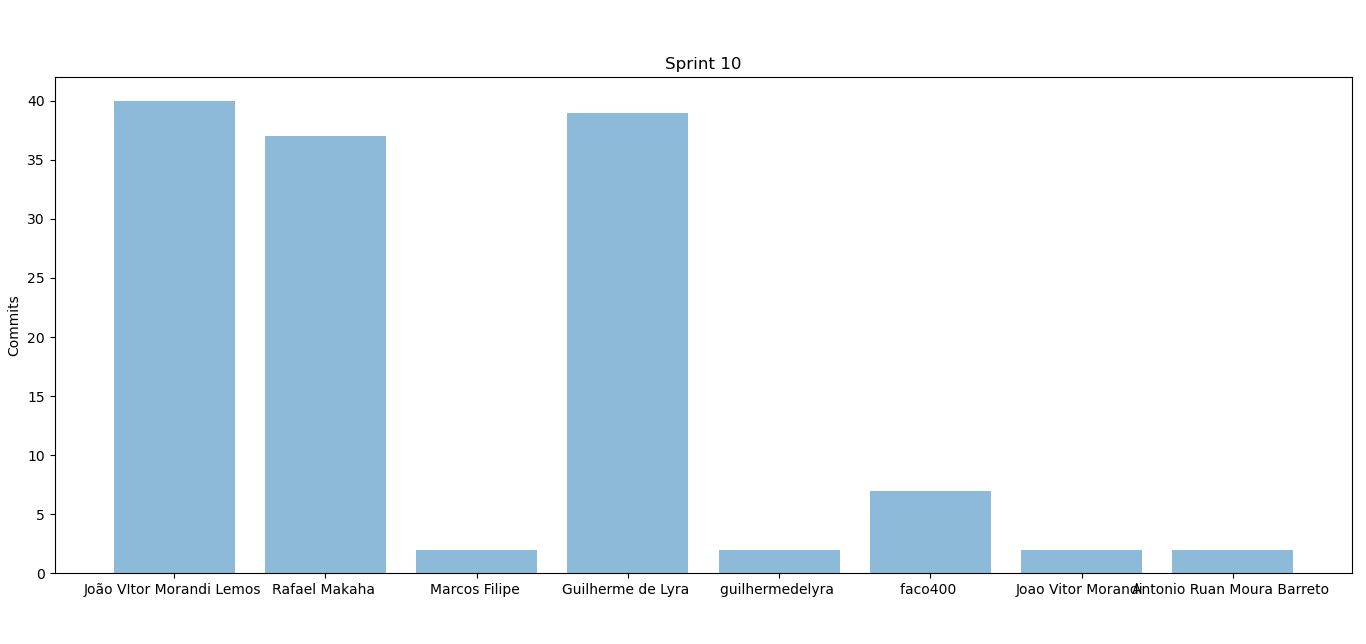 Sprint 10
Commits
40
35
30
25
20
15
10
5
0
João VItor Morandi Lemos
Rafael Makaha
Marcos Filipe
Guilherme de Lyra
guilhermedelyra
faco400
Joao Vitor Morandi
Antonio Ruan Moura Barreto